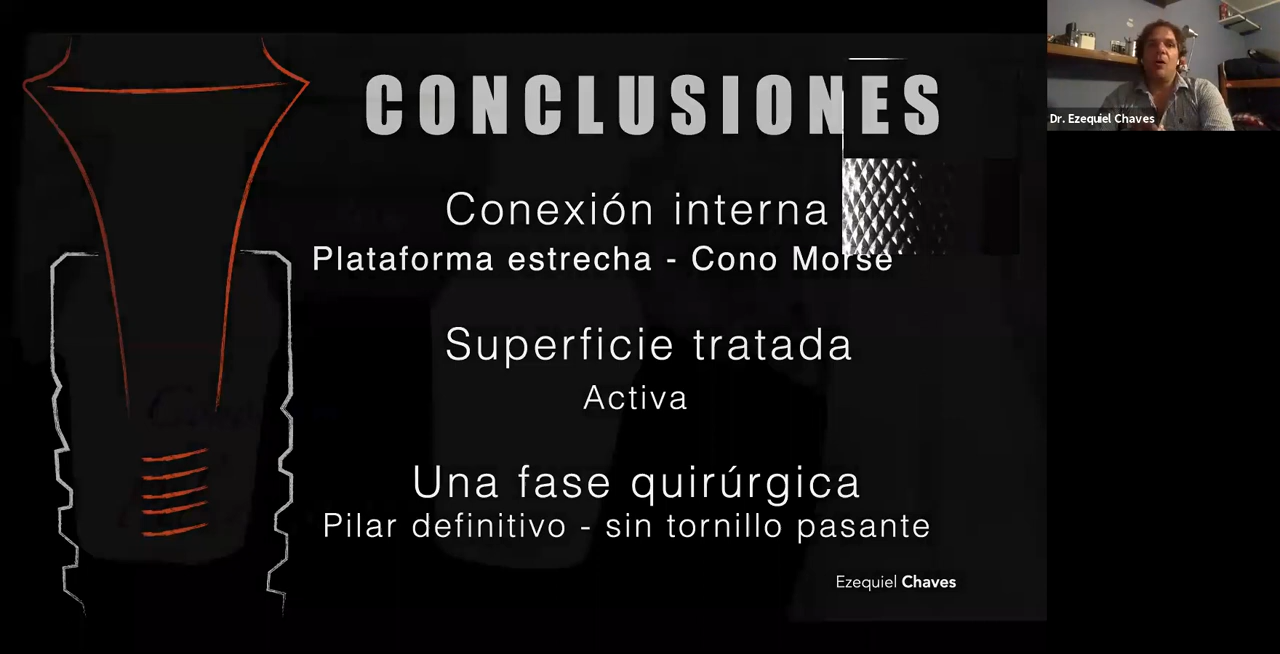 CONCLUSIONES
Conexión interna
Plataforma estrecha - Cono Morse
Superficie tratada
Activa
Una fase quirúrgica
Pilar definitivo - sin tornillo pasante
Ezequiel Chaves
Dr. Ezequiel Chaves